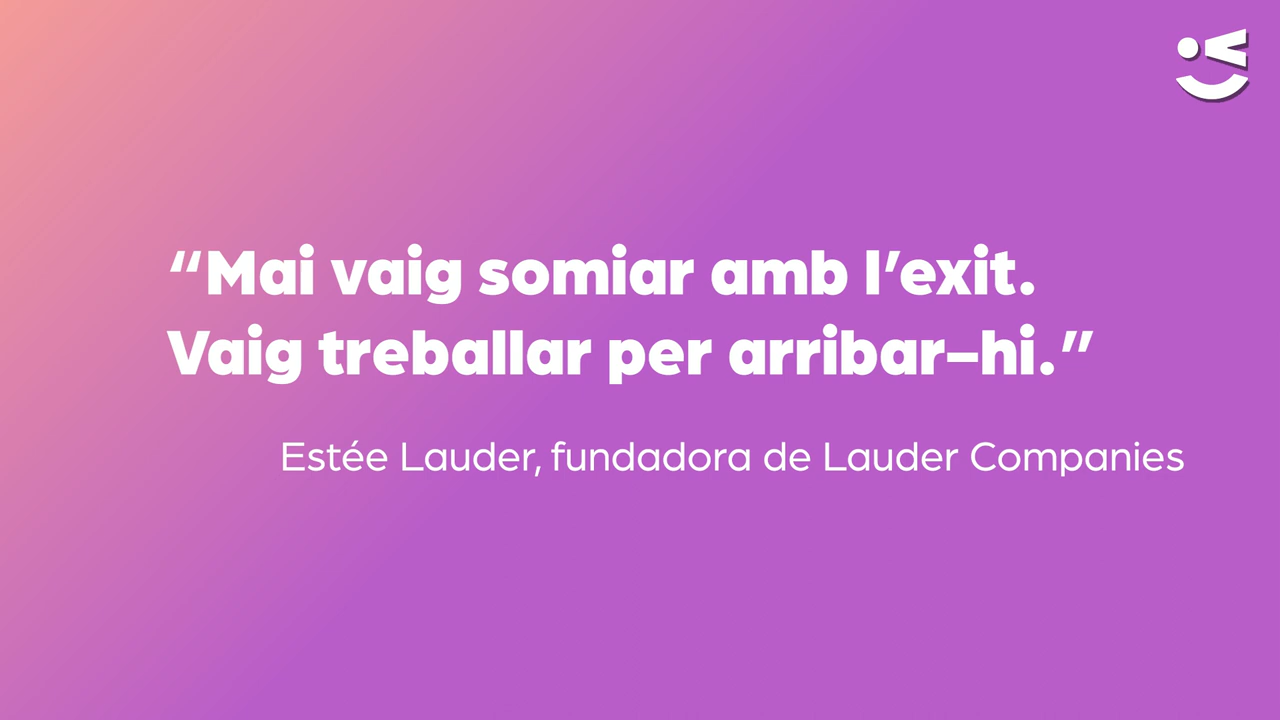 “Mai vaig somiar amb l’exit.
Vaig treballar per arribar-hi.”
Estée Lauder, fundadora de Lauder Companies